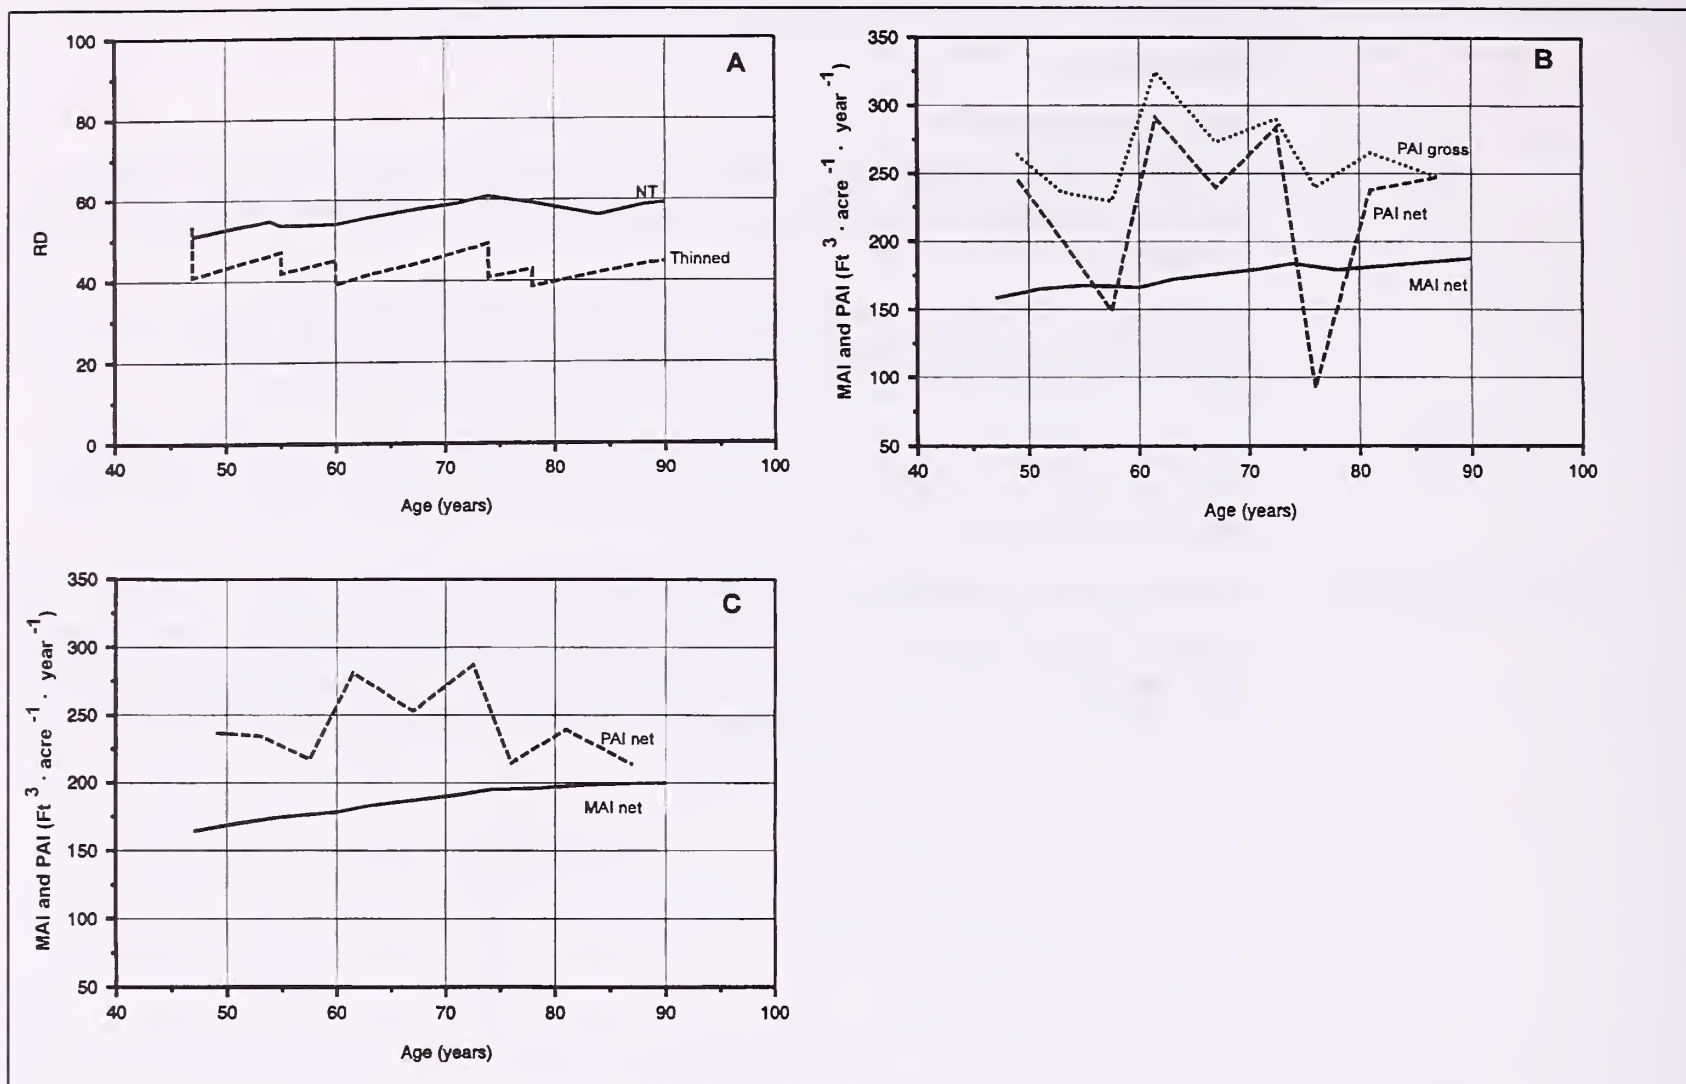 A
100
80
60
40
20
0
RD
NT
Thinned
40 50 60 70 80 90 100
Age (years)
B
350
300
250
200
150
100
50
MAI and PAI (Ft 3 · acre -1 · year -1)
PAI gross
PAI net
MAI net
40 50 60 70 80 90 100
Age (years)
C
350
300
250
200
150
100
50
MAI and PAI (Ft 3 · acre -1 · year -1)
PAI net
MAI net
40 50 60 70 80 90 100
Age (years)